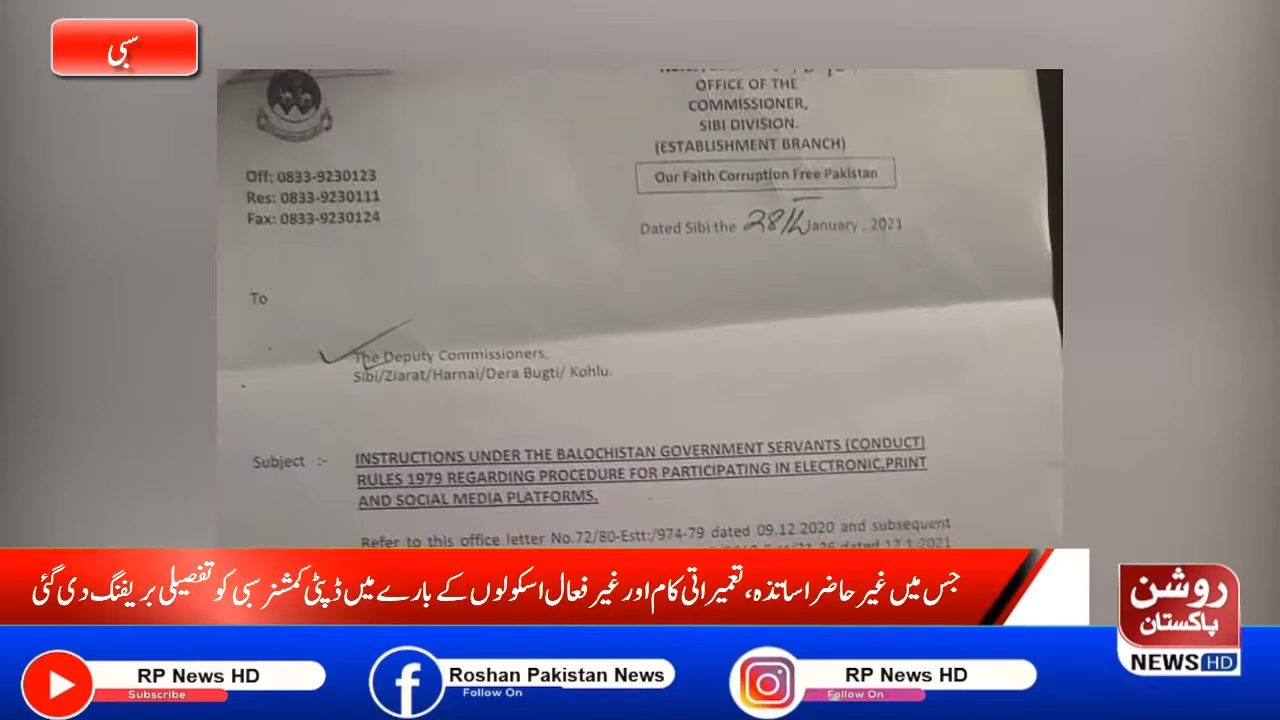 سبی
OFFICE OF THE
COMMISSIONER,
SIBI DIVISION.
(ESTABLISHMENT BRANCH)
Our Faith Corruption Free Pakistan
Off: 0833-9230123
Res: 0833-9230111
Fax: 0833-9230124
Dated Sibi the 28th January, 2021
To
The Deputy Commissioners,
Sibi/Ziarat/Harnai/Dera Bugti/ Kohlu.
Subject :- INSTRUCTIONS UNDER THE BALOCHISTAN GOVERNMENT SERVANTS (CONDUCT)
RULES 1979 REGARDING PROCEDURE FOR PARTICIPATING IN ELECTRONIC,PRINT
AND SOCIAL MEDIA PLATFORMS.
Refer to this office letter No.72/80-Estt:/974-79 dated 09.12.2020 and subsequent
dated 12.1.2021
جس میں غیر حاضر اساتذہ، تعمیراتی کام اور غیر فعال اسکولوں کے بارے میں ڈپٹی کمشنر سبی کو تفصیلی بریفنگ دی گئی
روشن
پاکستان
NEWS HD
RP News HD
Subscribe
Roshan Pakistan News
Follow On
RP News HD
Follow On